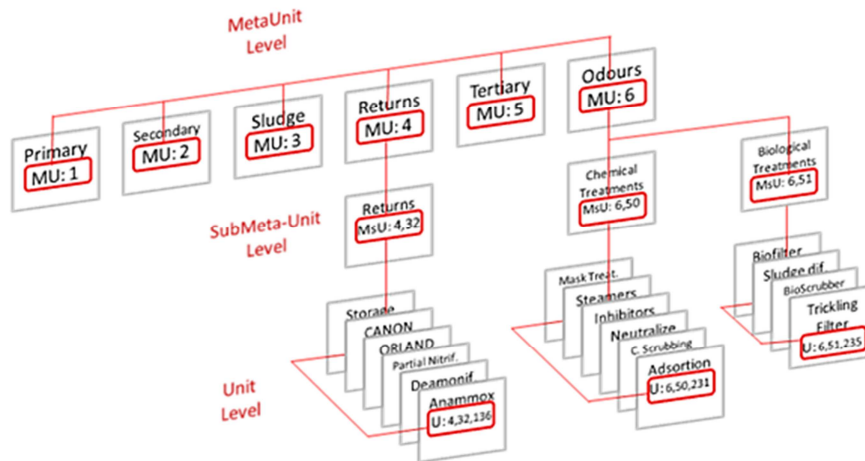 MetaUnit
Level
Primary
MU: 1
Secondary
MU: 2
Sludge
MU: 3
Returns
MU: 4
Tertiary
MU: 5
Odours
MU: 6
SubMeta-Unit
Level
Returns
MsU: 4,32
Chemical
Treatments
MsU: 6,50
Biological
Treatments
MsU: 6,51
Unit
Level
Storage
CANON
ORLAND
Partial Nitrif.
Deamonif.
Anammox
U: 4,32,136
Mask Treat.
Steamers
Inhibitors
Neutralize
C. Scrubbing
Adsortion
U: 6,50,231
Biofilter
Sludge dif.
BioScrubber
Trickling
Filter
U: 6,51,235